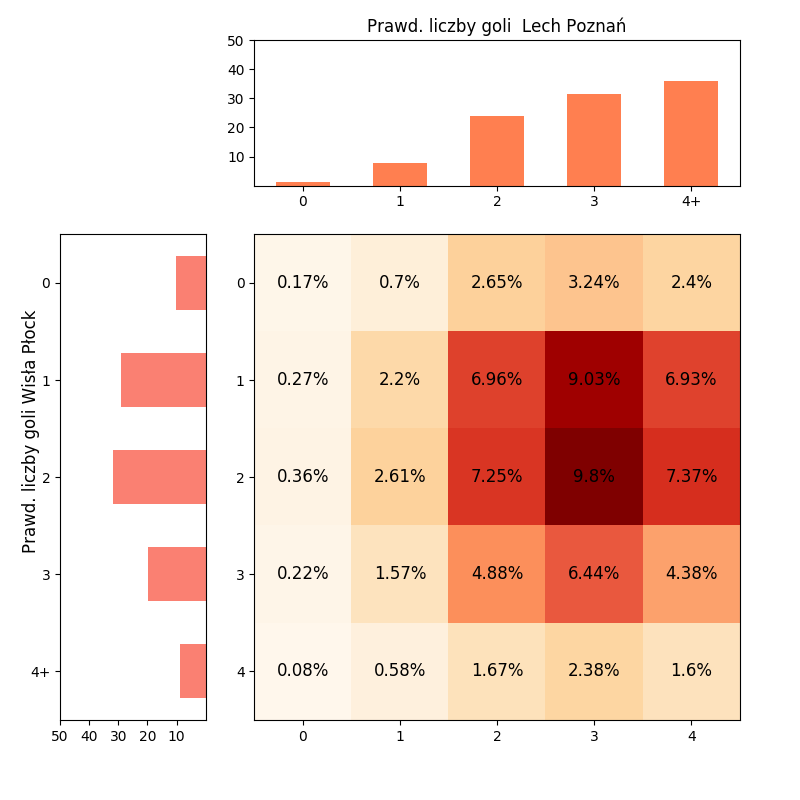 Prawd. liczby goli  Lech Poznań
50
40
30
20
10
0 1 2 3 4+
Prawd. liczby goli Wisła Płock
0
1
2
3
4+
50 40 30 20 10
0 0.17% 0.7% 2.65% 3.24% 2.4%
1 0.27% 2.2% 6.96% 9.03% 6.93%
2 0.36% 2.61% 7.25% 9.8% 7.37%
3 0.22% 1.57% 4.88% 6.44% 4.38%
4 0.08% 0.58% 1.67% 2.38% 1.6%
0 1 2 3 4